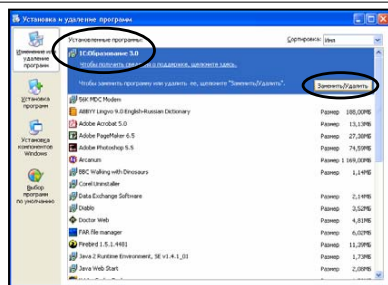 Установка и удаление программ
Установленные программы:
Сортировка: Имя
Изменение или удаление программ
Установка программ
Установка компонентов Windows
Выбор программ по умолчанию
1С:Образование 3.0
Чтобы получить сведения о поддержке, щелкните здесь.
Чтобы заменить программу или удалить ее, щелкните "Заменить/Удалить".
Заменить/Удалить
56K MDC Modem
ABBYY Lingvo 9.0 English-Russian Dictionary Размер 188,00МБ
Adobe Acrobat 5.0 Размер 13,13МБ
Adobe PageMaker 6.5 Размер 27,38МБ
Adobe Photoshop 5.5 Размер 74,59МБ
Arcanum Размер 1 169,00МБ
BBC Walking with Dinosaurs Размер 1,14МБ
Corel Uninstaller
Data Exchange Software Размер 2,14МБ
Diablo Размер 3,52МБ
Doctor Web Размер 4,81МБ
FAR file manager Размер 6,02МБ
Firebird 1.5.1.4481 Размер 11,39МБ
Java 2 Runtime Environment, SE v1.4.1_01 Размер 1,73МБ
Java Web Start Размер 2,08МБ